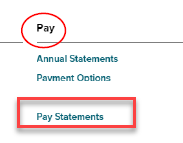 Pay
Annual Statements
Payment Options
Pay Statements